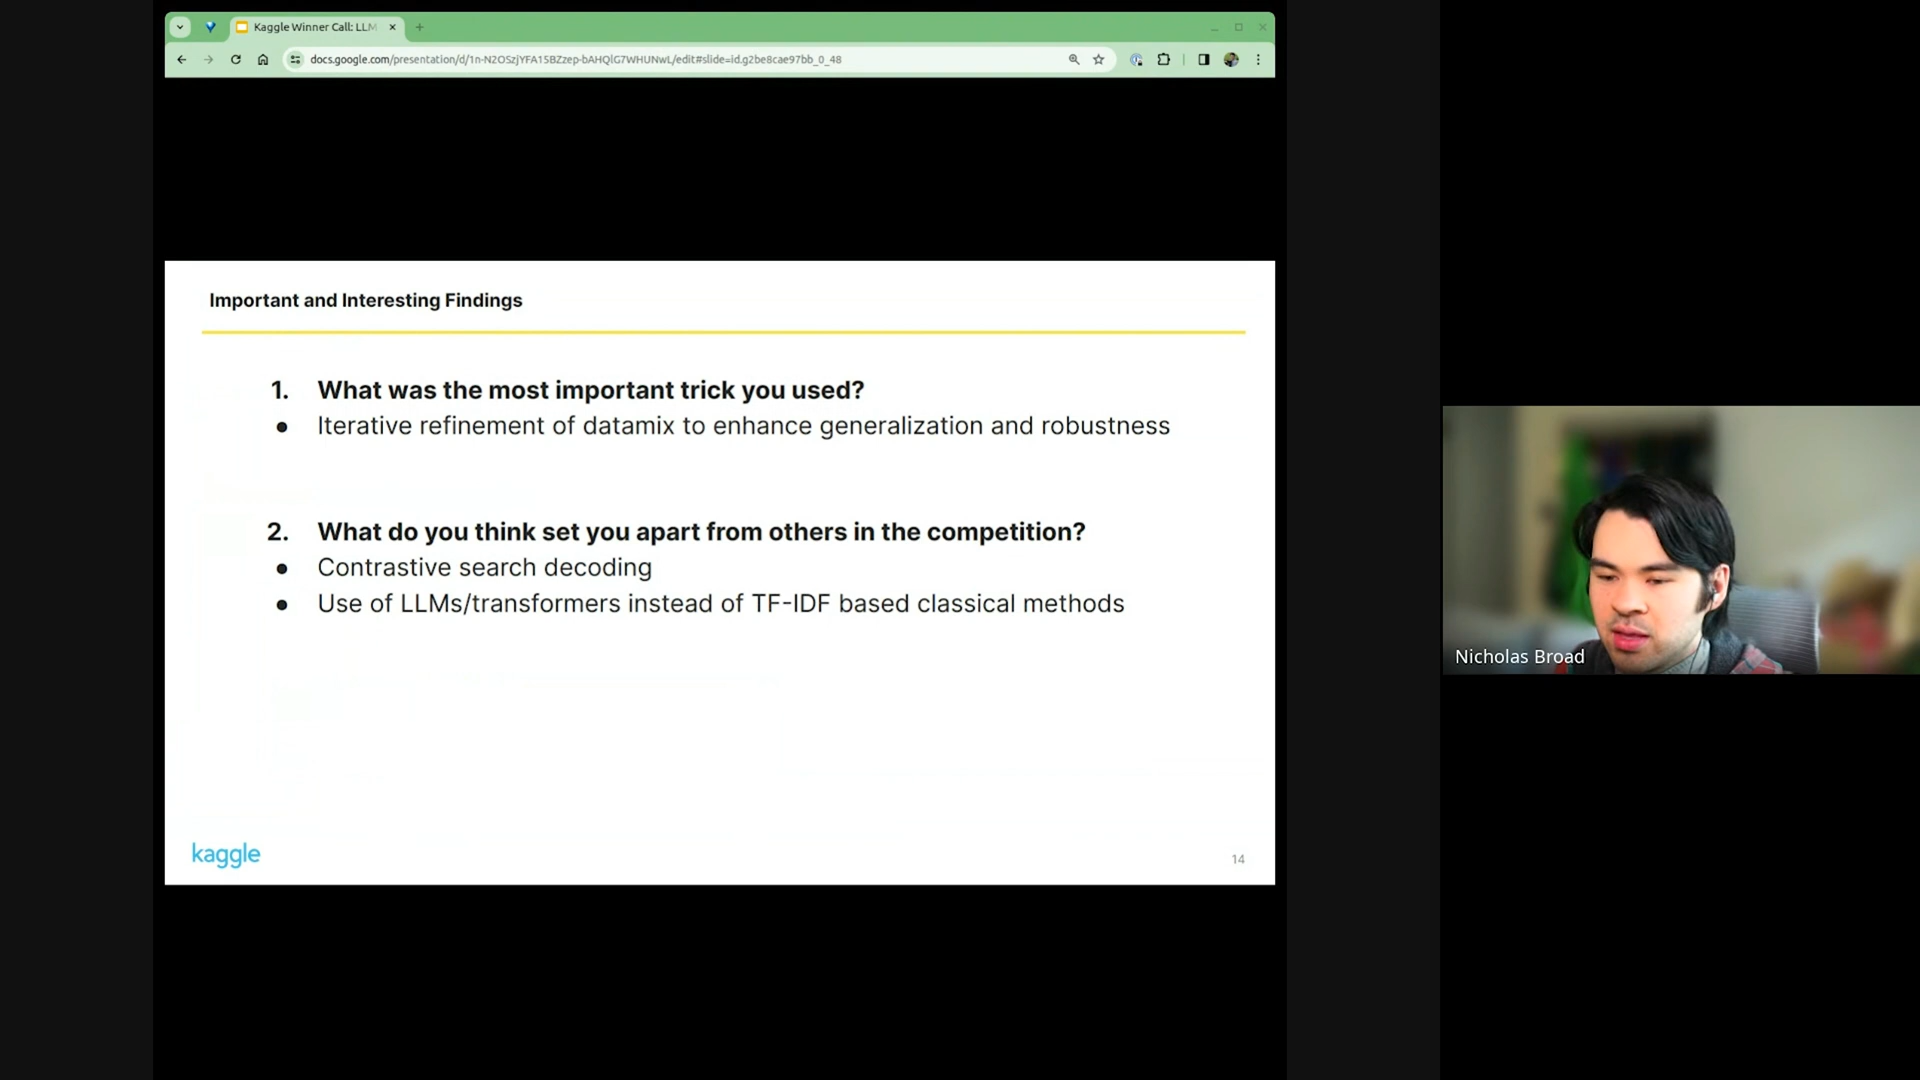 Kaggle Winner Call: LLM
docs.google.com/presentation/d/1n-N2OSzjYFA1SBZzep-bAHQlG7WHUNwL/edit#slide=id.g2be8cae97bb_0_48
Important and Interesting Findings
1. What was the most important trick you used?
● Iterative refinement of datamix to enhance generalization and robustness
2. What do you think set you apart from others in the competition?
● Contrastive search decoding
● Use of LLMs/transformers instead of TF-IDF based classical methods
kaggle
14
Nicholas Broad